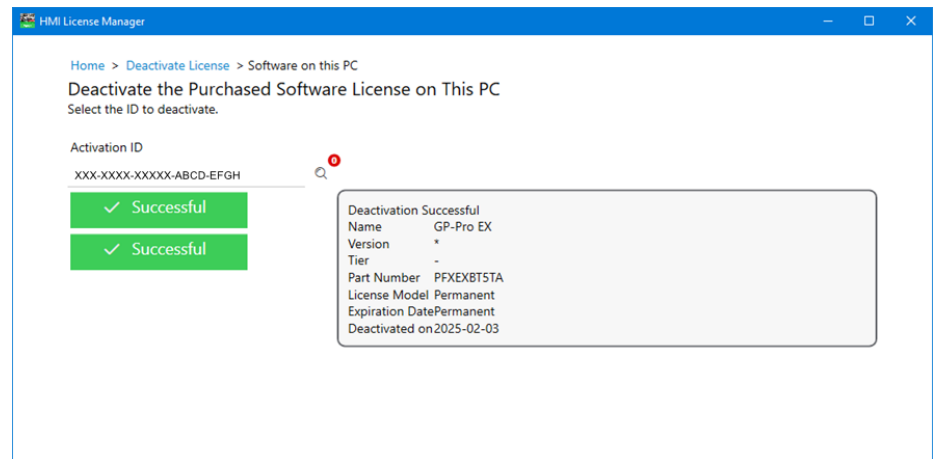 HMI License Manager
Home > Deactivate License > Software on this PC
Deactivate the Purchased Software License on This PC
Select the ID to deactivate.
Activation ID
0
XXX-XXXX-XXXXX-ABCD-EFGH
Successful
Successful
Deactivation Successful
Name GP-Pro EX
Version *
Tier -
Part Number PFXEXBT5TA
License Model Permanent
Expiration DatePermanent
Deactivated on2025-02-03